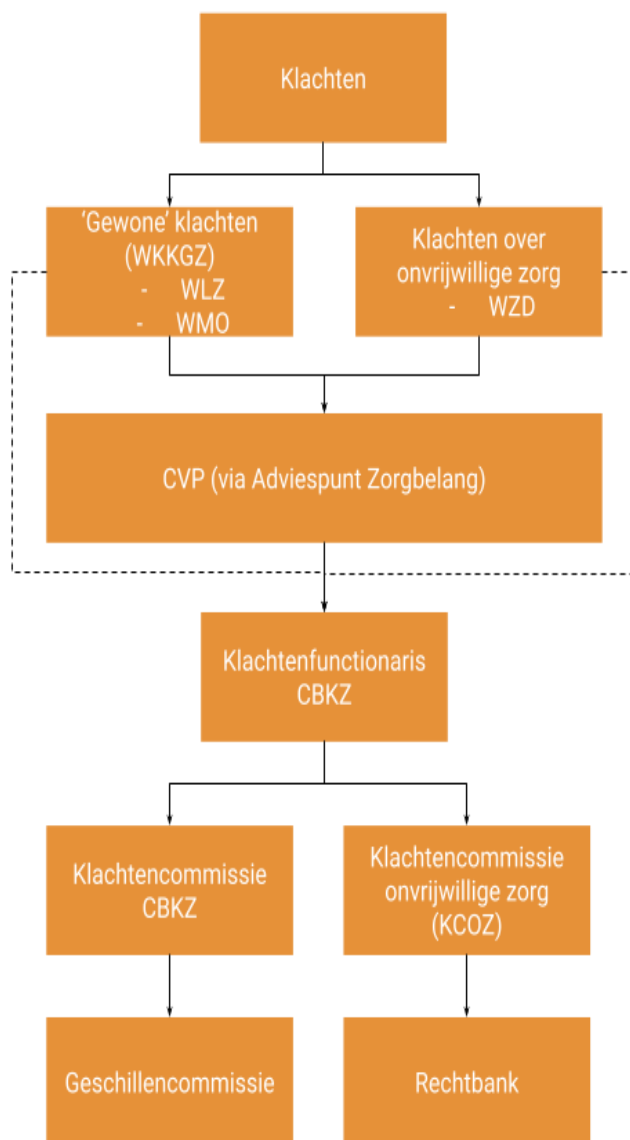 Klachten
'Gewone' klachten
(WKKGZ)
- WLZ
- WMO
Klachten over
onvrijwillige zorg
- WZD
CVP (via Adviespunt Zorgbelang)
Klachtenfunctionaris
CBKZ
Klachtencommissie
CBKZ
Klachtencommissie
onvrijwillige zorg
(KCOZ)
Geschillencommissie
Rechtbank